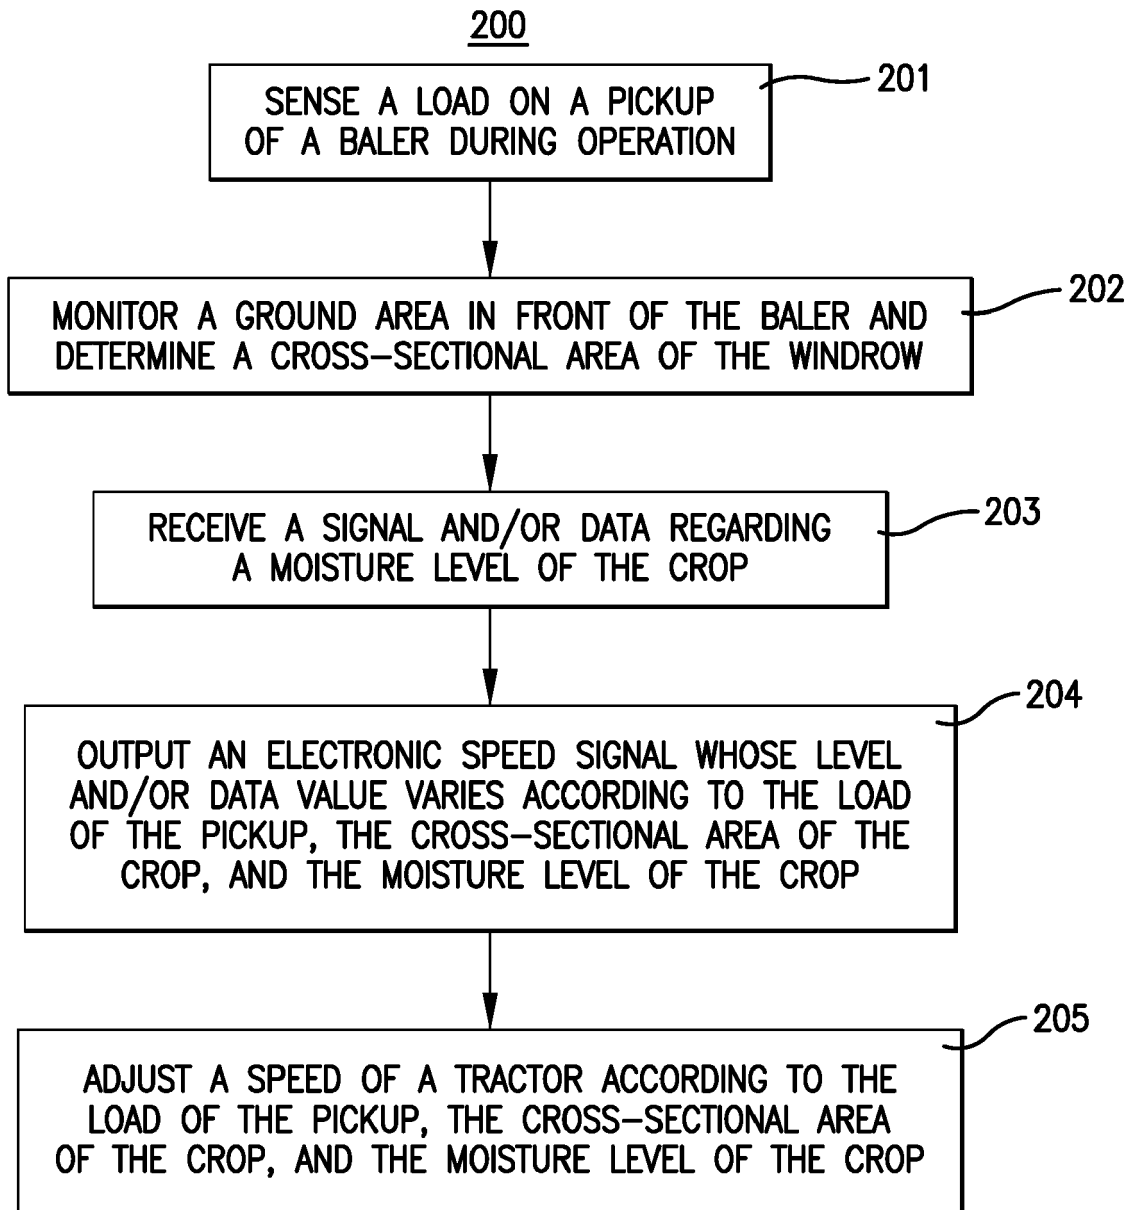 200
SENSE A LOAD ON A PICKUP
OF A BALER DURING OPERATION
201
MONITOR A GROUND AREA IN FRONT OF THE BALER AND
DETERMINE A CROSS-SECTIONAL AREA OF THE WINDROW
202
RECEIVE A SIGNAL AND/OR DATA REGARDING
A MOISTURE LEVEL OF THE CROP
203
OUTPUT AN ELECTRONIC SPEED SIGNAL WHOSE LEVEL
AND/OR DATA VALUE VARIES ACCORDING TO THE LOAD
OF THE PICKUP, THE CROSS-SECTIONAL AREA OF THE
CROP, AND THE MOISTURE LEVEL OF THE CROP
204
ADJUST A SPEED OF A TRACTOR ACCORDING TO THE
LOAD OF THE PICKUP, THE CROSS-SECTIONAL AREA
OF THE CROP, AND THE MOISTURE LEVEL OF THE CROP
205